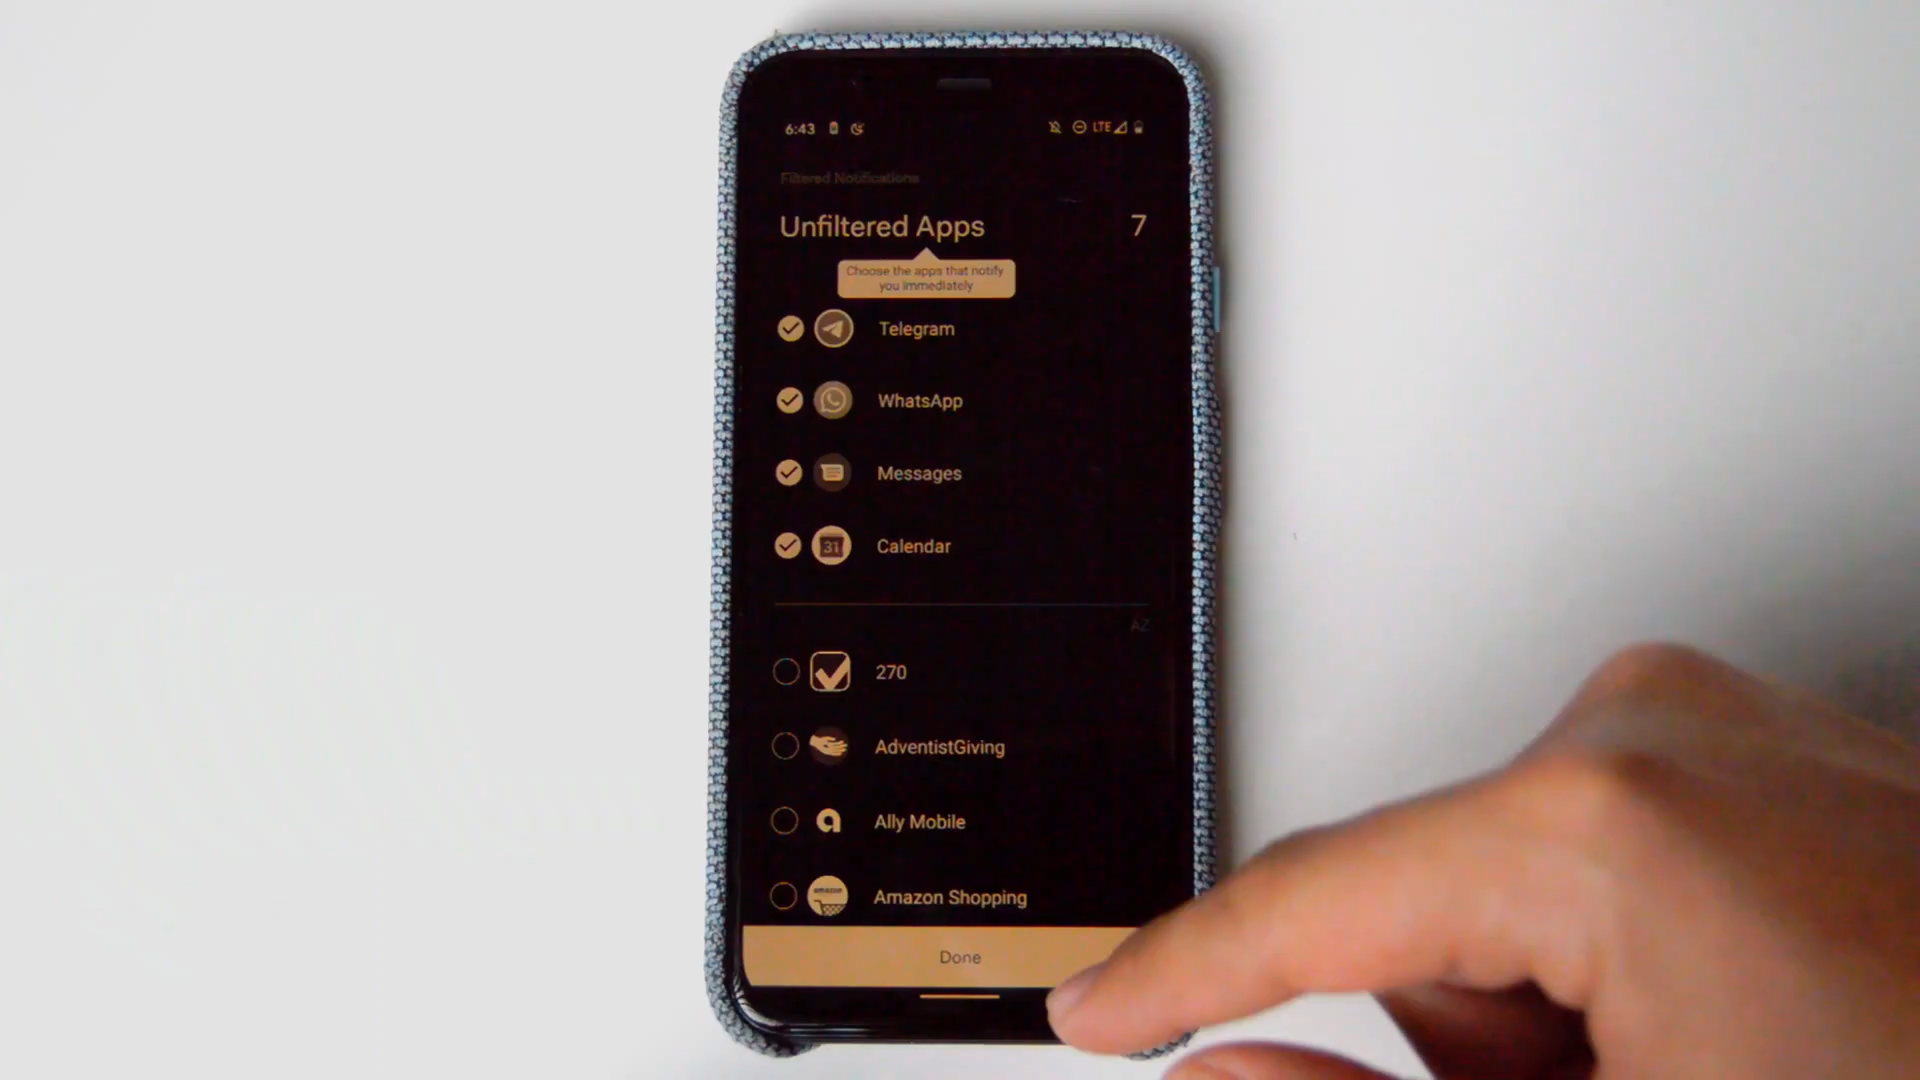 6:43
LTE
Filtered Notifications
Unfiltered Apps
7
Choose the apps that notify
you immediately
Telegram
WhatsApp
Messages
31
Calendar
AZ
270
AdventistGiving
a
Ally Mobile
amazon
Amazon Shopping
Done